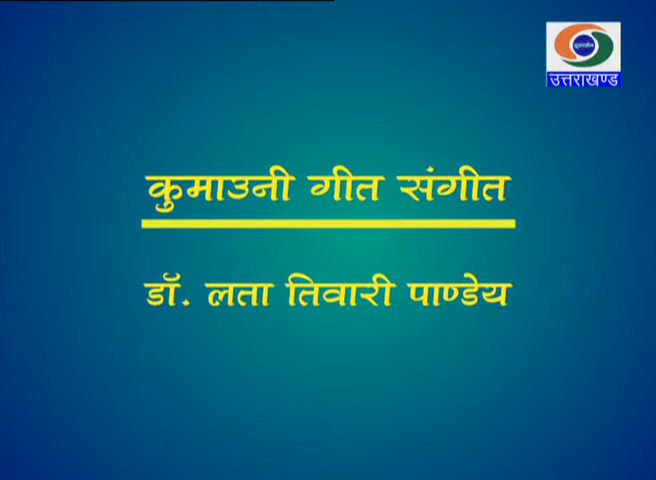 उत्तराखण्ड
कुमाउनी गीत संगीत
डॉ. लता तिवारी पाण्डेय